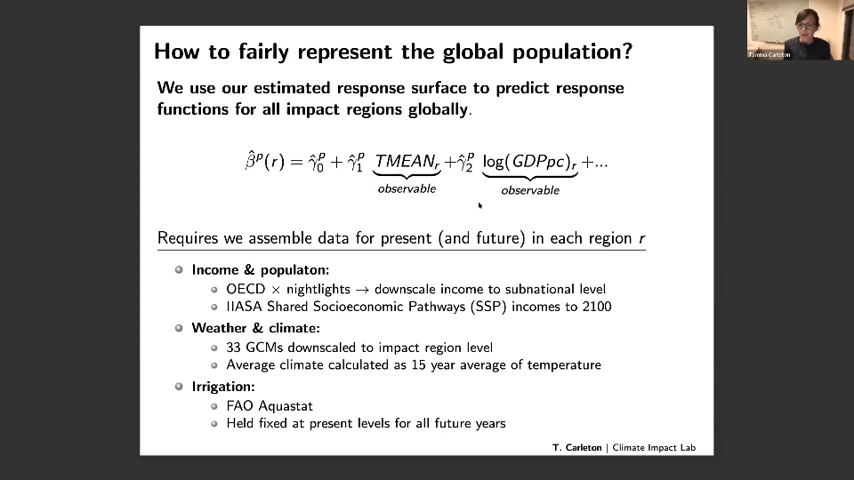 How to fairly represent the global population?
We use our estimated response surface to predict response
functions for all impact regions globally.
β̂ᵖ(r) = γ̂₀ᵖ + γ̂₁ᵖ TMEANᵣ +γ̂₂ᵖ log(GDPpc)ᵣ +...
observable observable
Requires we assemble data for present (and future) in each region r
Income & populaton:
OECD × nightlights → downscale income to subnational level
IIASA Shared Socioeconomic Pathways (SSP) incomes to 2100
Weather & climate:
33 GCMs downscaled to impact region level
Average climate calculated as 15 year average of temperature
Irrigation:
FAO Aquastat
Held fixed at present levels for all future years
T. Carleton | Climate Impact Lab
Tamma Carleton